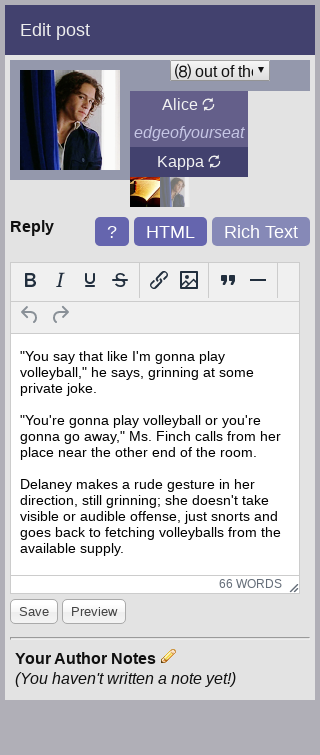 Edit post
(8) out of the
Alice
edgeofyourseat
Kappa
Reply
? HTML Rich Text
B I U S
"You say that like I'm gonna play
volleyball," he says, grinning at some
private joke.
"You're gonna play volleyball or you're
gonna go away," Ms. Finch calls from her
place near the other end of the room.
Delaney makes a rude gesture in her
direction, still grinning; she doesn't take
visible or audible offense, just snorts and
goes back to fetching volleyballs from the
available supply.
66 WORDS
Save Preview
Your Author Notes
(You haven't written a note yet!)